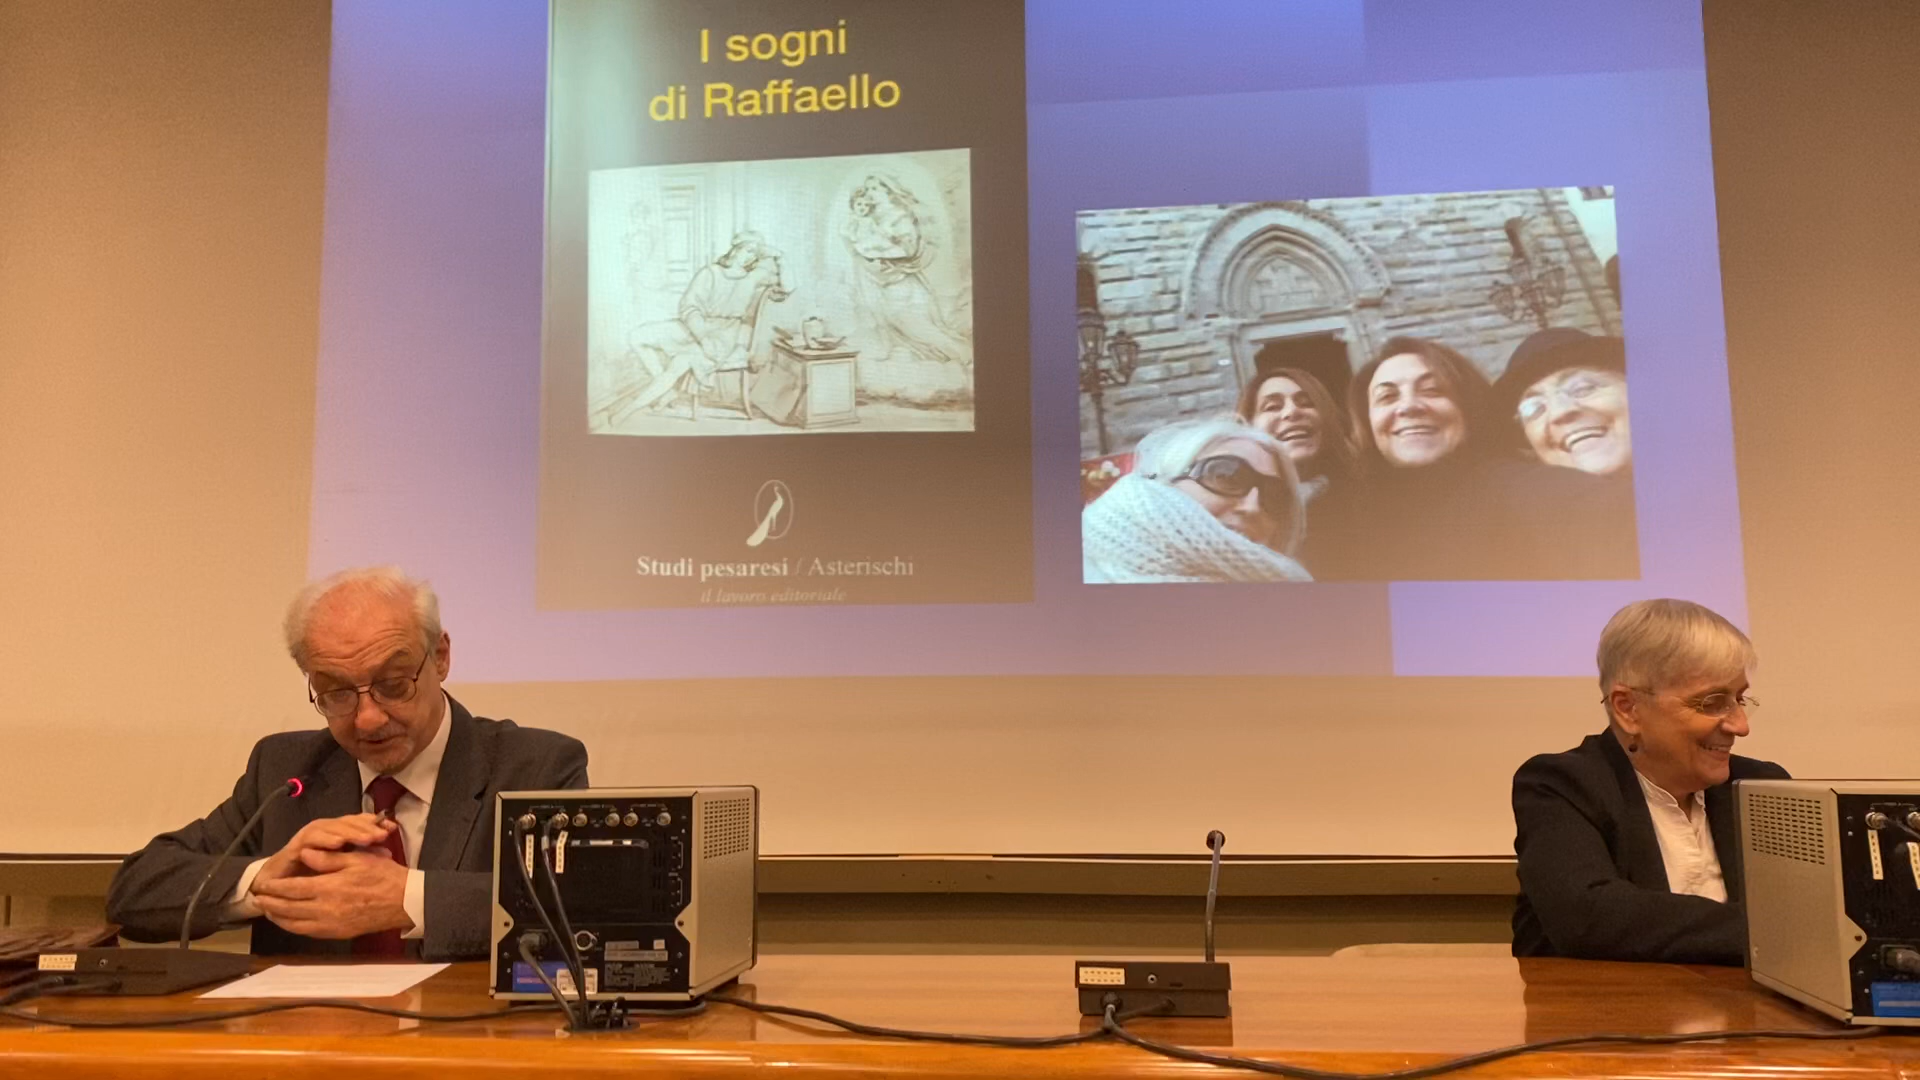 I sogni
di Raffaello
Studi pesaresi / Asterischi
il lavoro editoriale